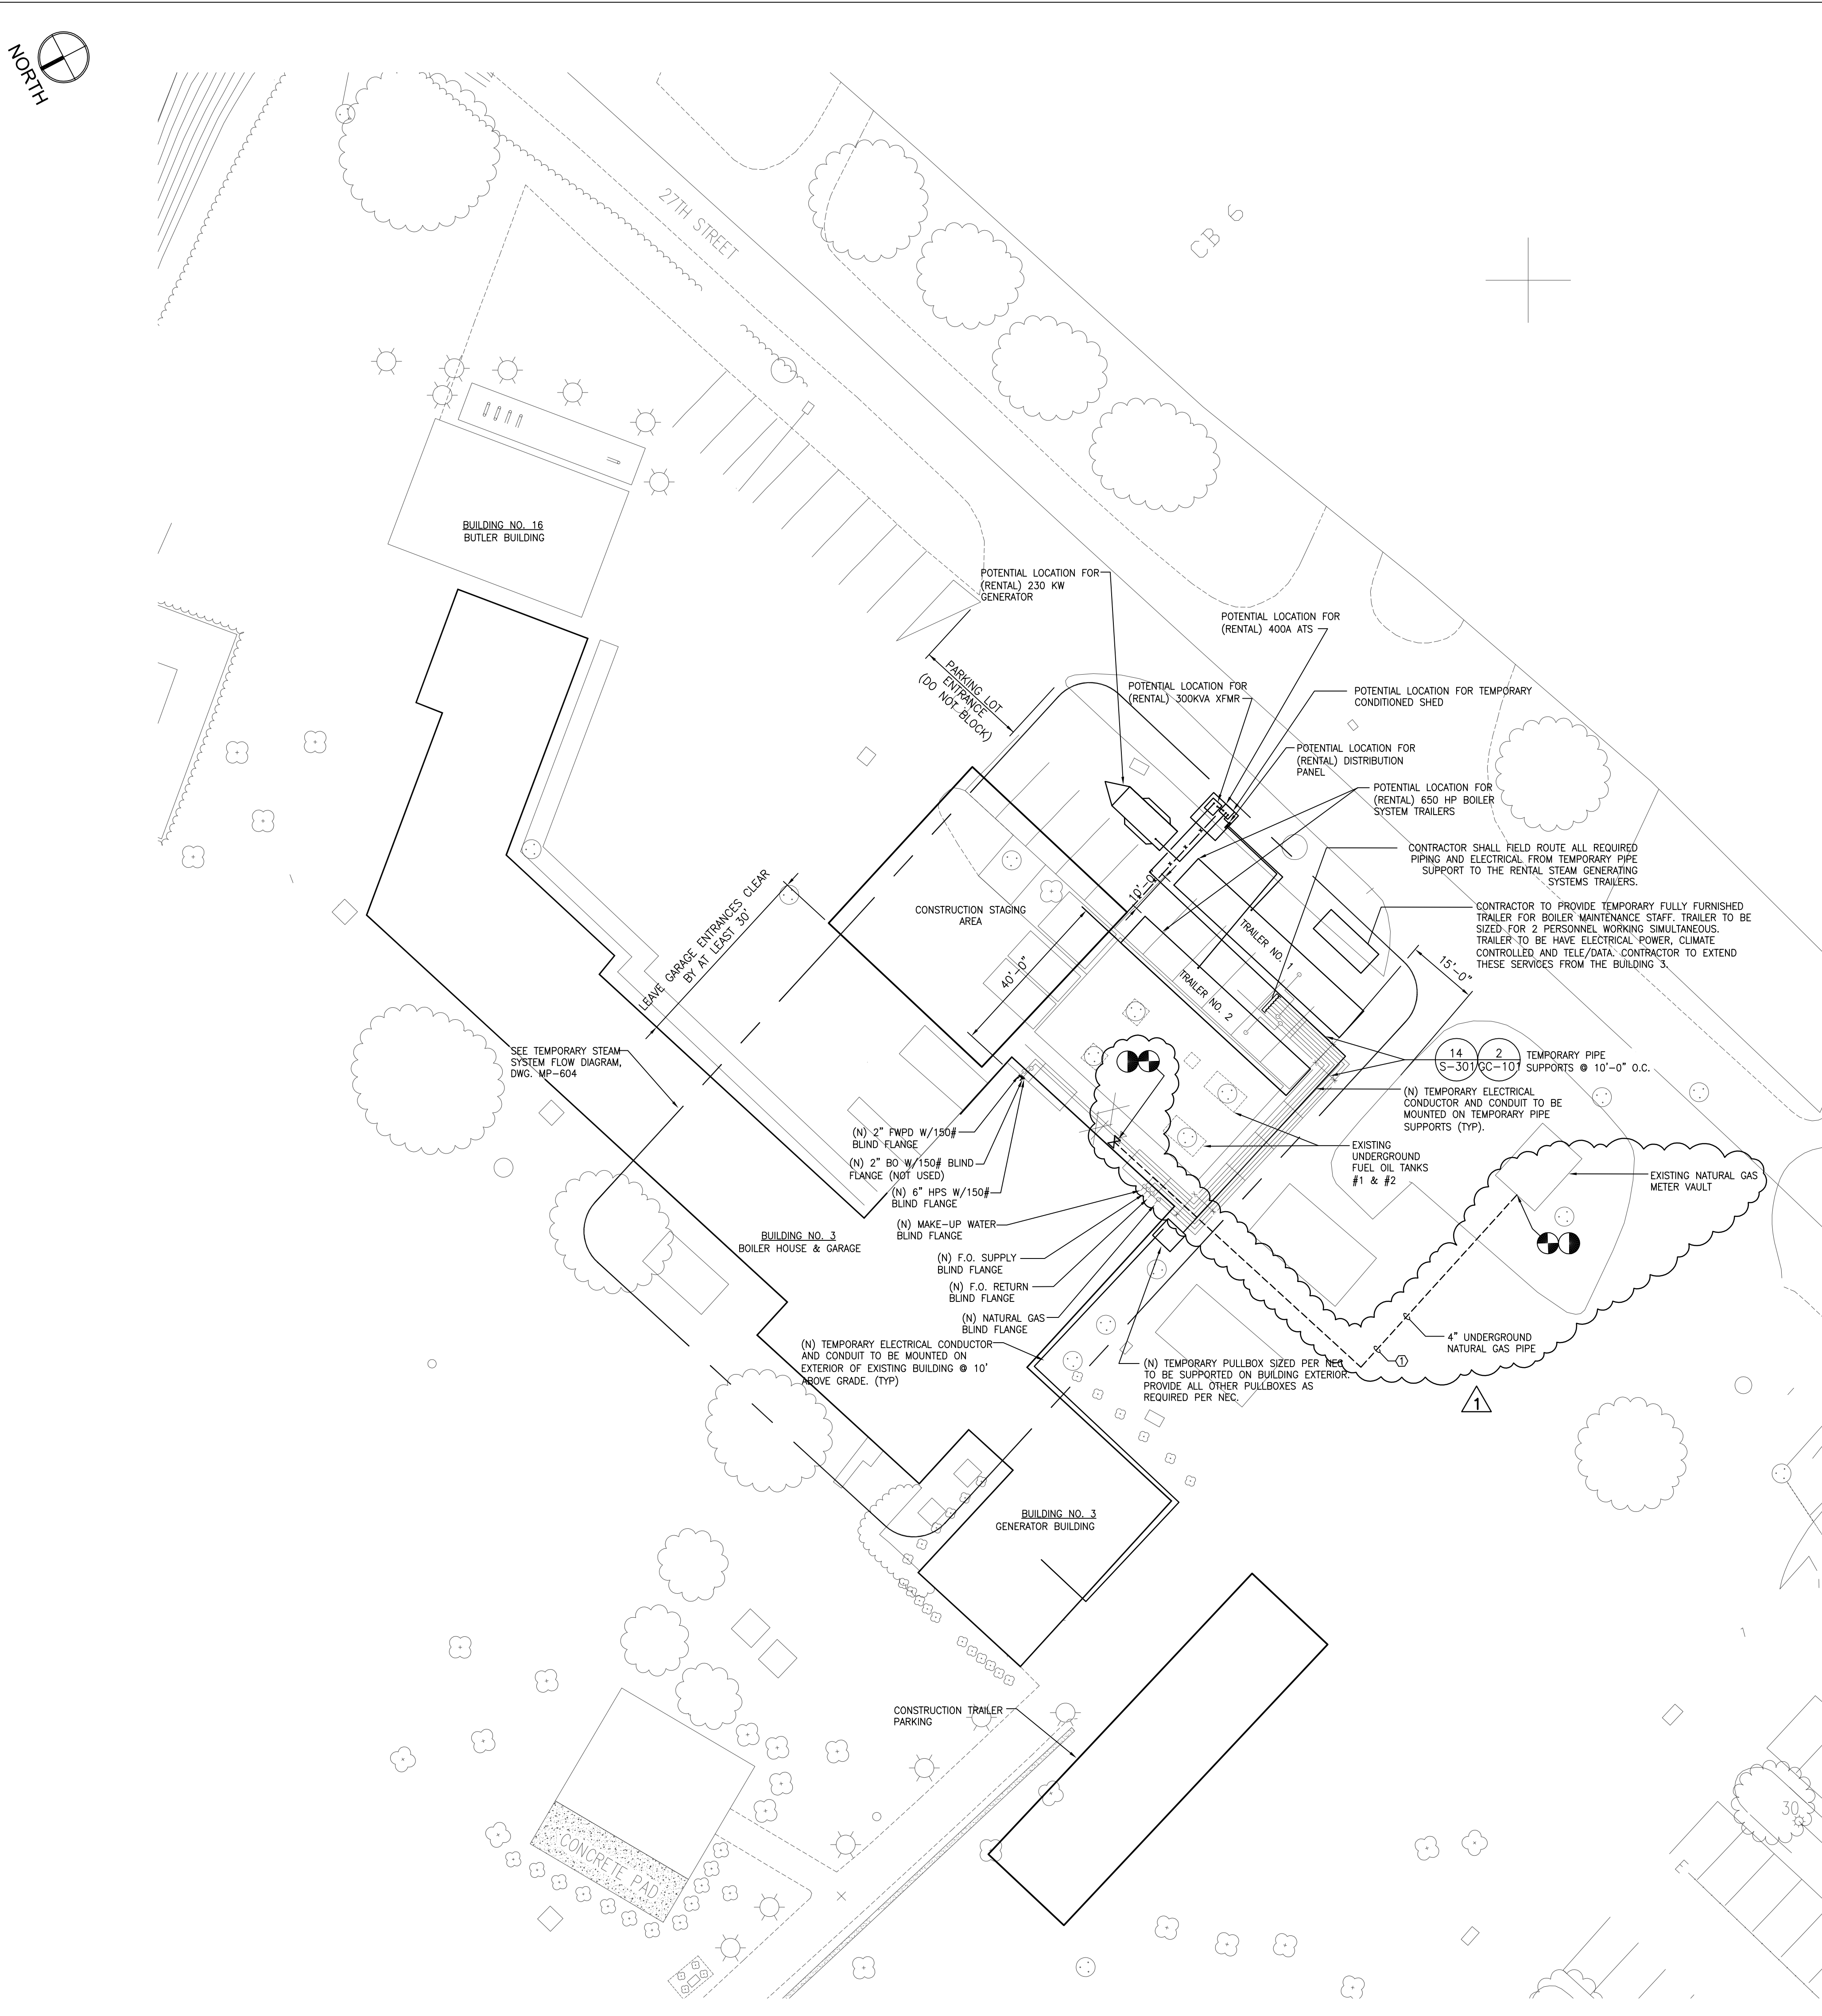 NORTH
27TH STREET
CB 6
BUILDING NO. 16
BUTLER BUILDING
POTENTIAL LOCATION FOR
(RENTAL) 230 KW
GENERATOR
POTENTIAL LOCATION FOR
(RENTAL) 400A ATS
PARKING LOT
ENTRANCE
(DO NOT BLOCK)
POTENTIAL LOCATION FOR
(RENTAL) 300KVA XFMR
POTENTIAL LOCATION FOR TEMPORARY
CONDITIONED SHED
POTENTIAL LOCATION FOR
(RENTAL) DISTRIBUTION
PANEL
POTENTIAL LOCATION FOR
(RENTAL) 650 HP BOILER
SYSTEM TRAILERS
CONTRACTOR SHALL FIELD ROUTE ALL REQUIRED
PIPING AND ELECTRICAL FROM TEMPORARY PIPE
SUPPORT TO THE RENTAL STEAM GENERATING
SYSTEMS TRAILERS.
CONTRACTOR TO PROVIDE TEMPORARY FULLY FURNISHED
TRAILER FOR BOILER MAINTENANCE STAFF. TRAILER TO BE
SIZED FOR 2 PERSONNEL WORKING SIMULTANEOUS.
TRAILER TO BE HAVE ELECTRICAL POWER, CLIMATE
CONTROLLED AND TELE/DATA. CONTRACTOR TO EXTEND
THESE SERVICES FROM THE BUILDING 3.
LEAVE GARAGE ENTRANCES CLEAR
BY AT LEAST 30'
CONSTRUCTION STAGING
AREA
10'-0"
40'-0"
15'-0"
TRAILER NO. 1
TRAILER NO. 2
SEE TEMPORARY STEAM
SYSTEM FLOW DIAGRAM,
DWG. MP-604
14
S-301
2
GC-101
TEMPORARY PIPE
SUPPORTS @ 10'-0" O.C.
(N) TEMPORARY ELECTRICAL
CONDUCTOR AND CONDUIT TO BE
MOUNTED ON TEMPORARY PIPE
SUPPORTS (TYP).
EXISTING
UNDERGROUND
FUEL OIL TANKS
#1 & #2
EXISTING NATURAL GAS
METER VAULT
(N) 2" FWPD W/150#
BLIND FLANGE
(N) 2" BO W/150# BLIND
FLANGE (NOT USED)
(N) 6" HPS W/150#
BLIND FLANGE
(N) MAKE-UP WATER
BLIND FLANGE
(N) F.O. SUPPLY
BLIND FLANGE
(N) F.O. RETURN
BLIND FLANGE
(N) NATURAL GAS
BLIND FLANGE
BUILDING NO. 3
BOILER HOUSE & GARAGE
(N) TEMPORARY ELECTRICAL CONDUCTOR
AND CONDUIT TO BE MOUNTED ON
EXTERIOR OF EXISTING BUILDING @ 10'
ABOVE GRADE. (TYP)
(N) TEMPORARY PULLBOX SIZED PER NEC
TO BE SUPPORTED ON BUILDING EXTERIOR.
PROVIDE ALL OTHER PULLBOXES AS
REQUIRED PER NEC.
4" UNDERGROUND
NATURAL GAS PIPE
1
1
BUILDING NO. 3
GENERATOR BUILDING
CONSTRUCTION TRAILER
PARKING
CONCRETE PAD
30
E